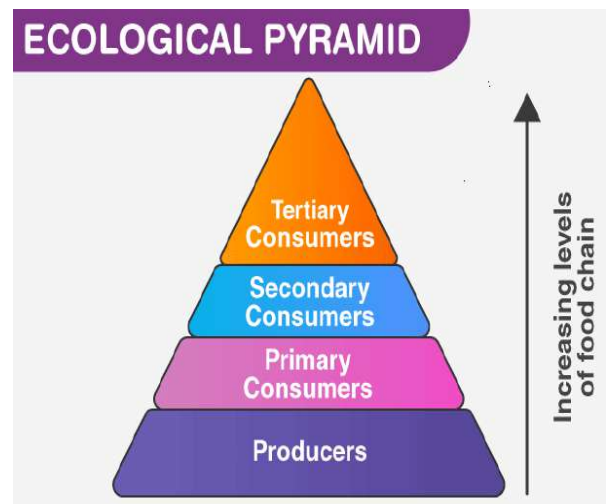 ECOLOGICAL PYRAMID
Tertiary
Consumers
Secondary
Consumers
Primary
Consumers
Producers
Increasing levels
of food chain